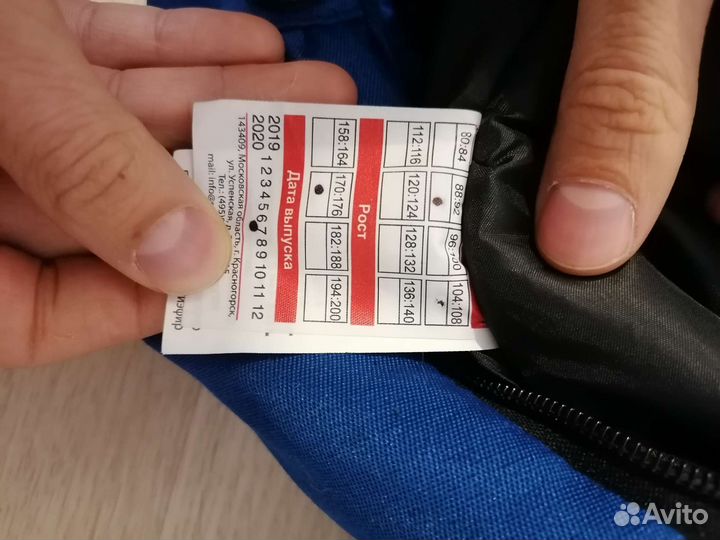 80:84 88:92 96:100 104:108
112:116 120:124 128:132 136:140
Рост
158:164 170:176 182:188 194:200
Дата выпуска
2019 1 2 3 4 5 6 7 8 9 10 11 12
2020
143409, Московская область, г. Красногорск,
ул. Успенская,
Тел.: (495)
mail: info@
Avito